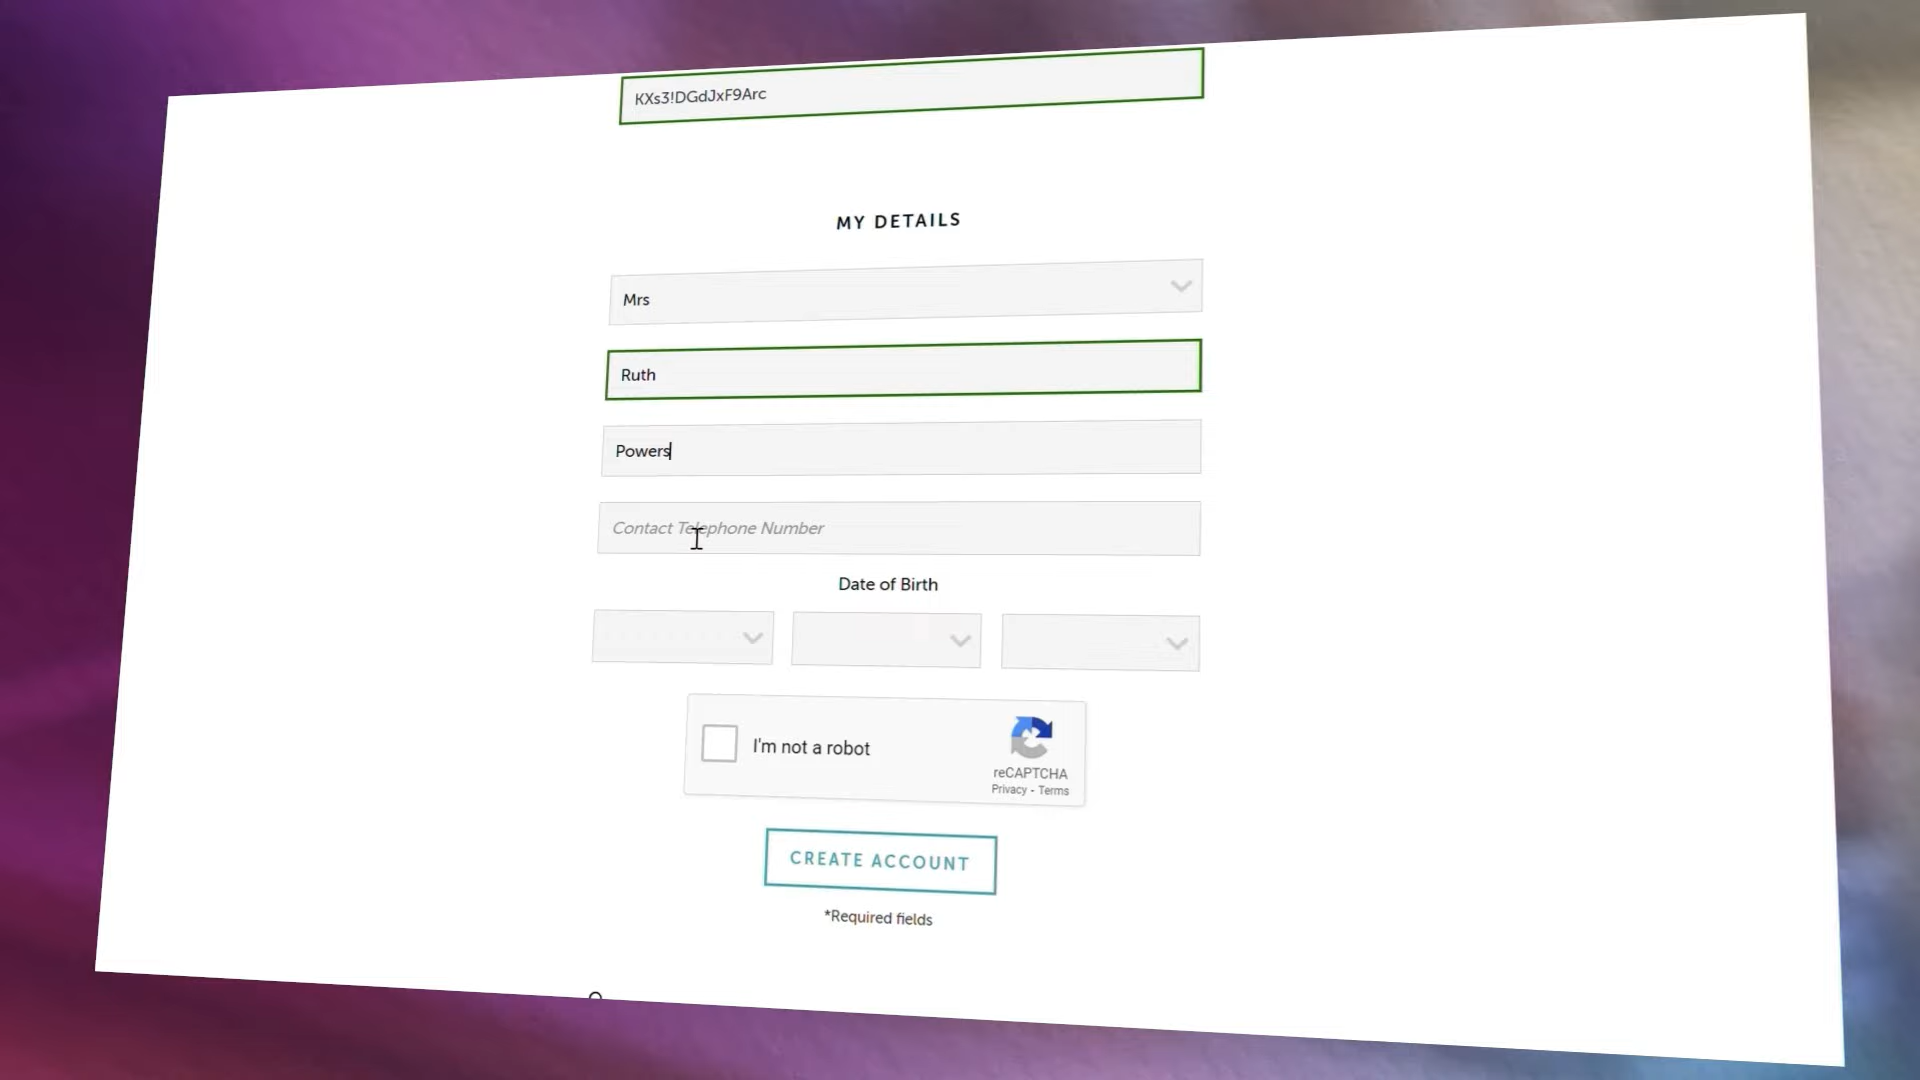 KXs3!DGdJxF9Arc
MY DETAILS
Mrs
Ruth
Powers
Contact Telephone Number
Date of Birth
I'm not a robot
reCAPTCHA
Privacy - Terms
CREATE ACCOUNT
*Required fields